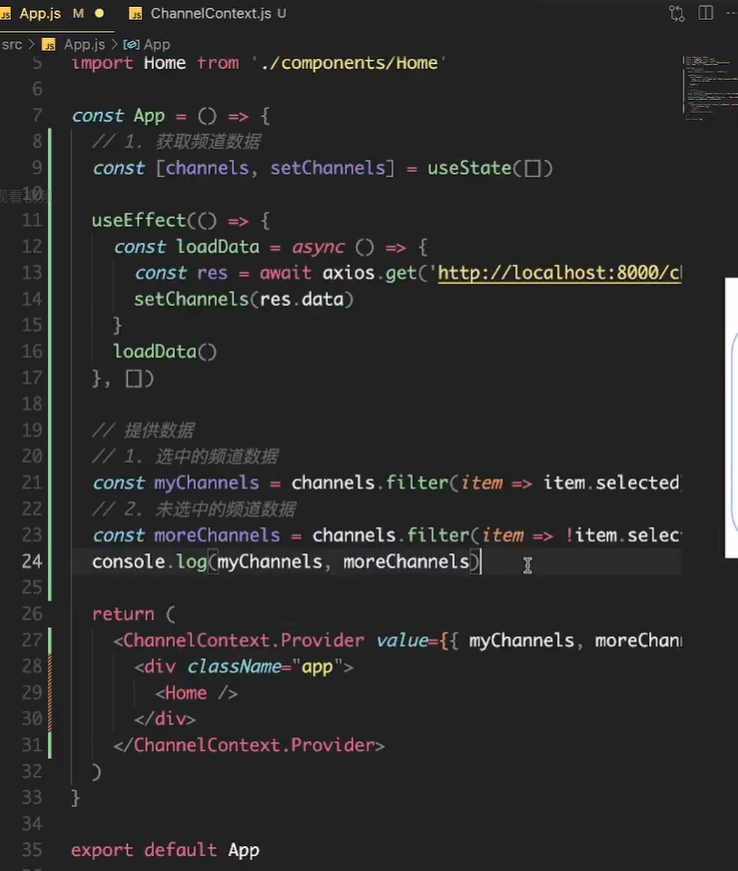 JS App.js M
JS ChannelContext.js U
src > JS App.js > App
5 import Home from './components/Home'
6
7 const App = () => {
8 // 1. 获取频道数据
9 const [channels, setChannels] = useState([])
10
11 useEffect(() => {
12 const loadData = async () => {
13 const res = await axios.get('http://localhost:8000/
14 setChannels(res.data)
15 }
16 loadData()
17 }, [])
18
19 // 提供数据
20 // 1. 选中的频道数据
21 const myChannels = channels.filter(item => item.selected
22 // 2. 未选中的频道数据
23 const moreChannels = channels.filter(item => !item.selec
24 console.log(myChannels, moreChannels)
25
26 return (
27 <ChannelContext.Provider value={{ myChannels, moreChan
28 <div className="app">
29 <Home />
30 </div>
31 </ChannelContext.Provider>
32 )
33 }
34
35 export default App